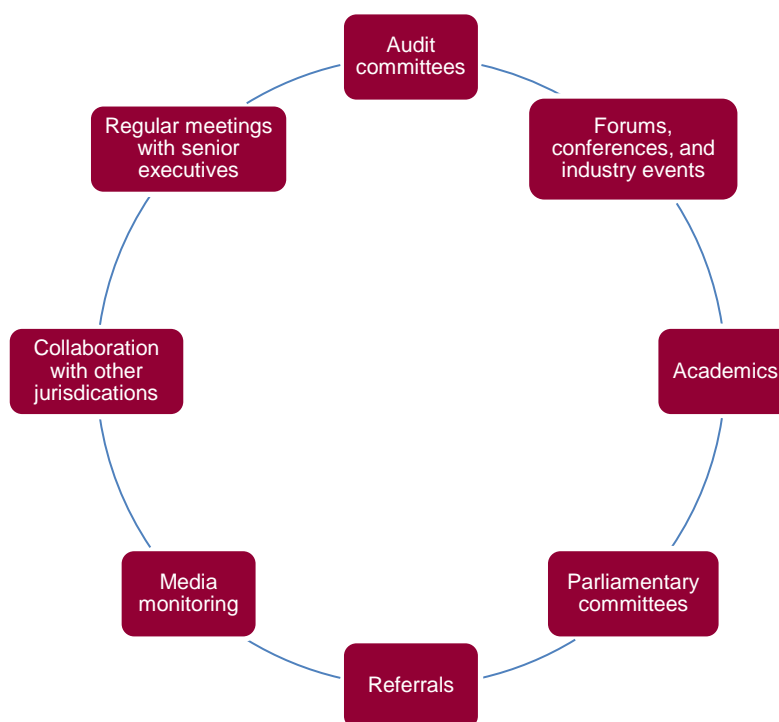 Audit
committees
Forums,
conferences, and
industry events
Academics
Parliamentary
committees
Referrals
Media
monitoring
Collaboration
with other
jurisdications
Regular meetings
with senior
executives